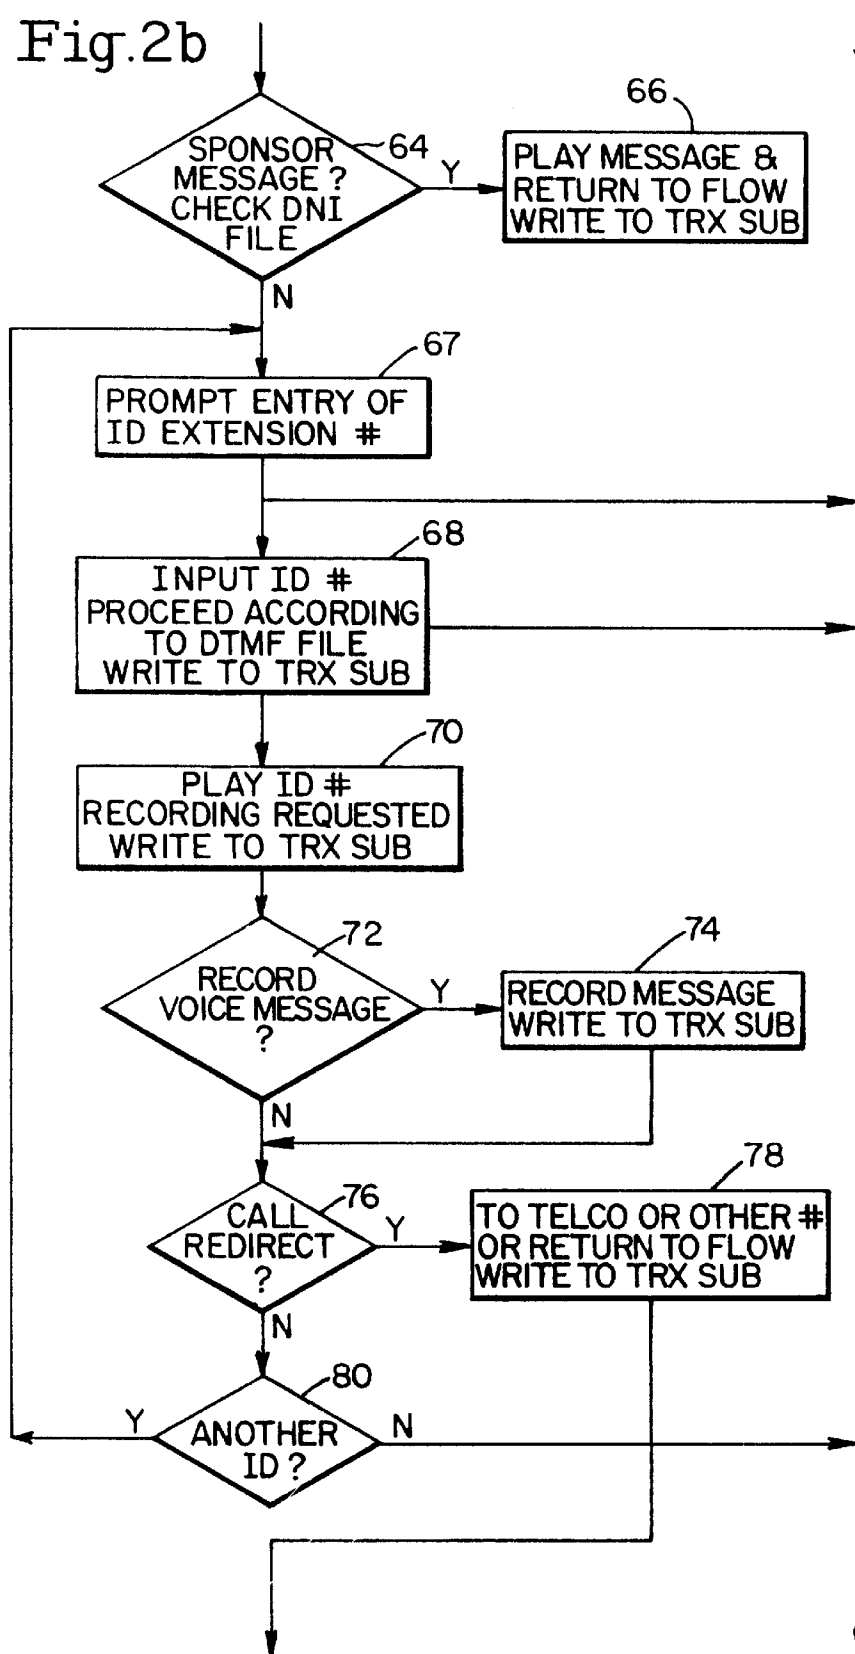 Fig.2b
64
SPONSOR
MESSAGE ?
CHECK DNI
FILE
Y
66
PLAY MESSAGE &
RETURN TO FLOW
WRITE TO TRX SUB
N
67
PROMPT ENTRY OF
ID EXTENSION #
68
INPUT ID #
PROCEED ACCORDING
TO DTMF FILE
WRITE TO TRX SUB
70
PLAY ID #
RECORDING REQUESTED
WRITE TO TRX SUB
72
RECORD
VOICE MESSAGE
?
Y
74
RECORD MESSAGE
WRITE TO TRX SUB
N
76
CALL
REDIRECT
?
Y
78
TO TELCO OR OTHER #
OR RETURN TO FLOW
WRITE TO TRX SUB
N
80
ANOTHER
ID ?
Y
N